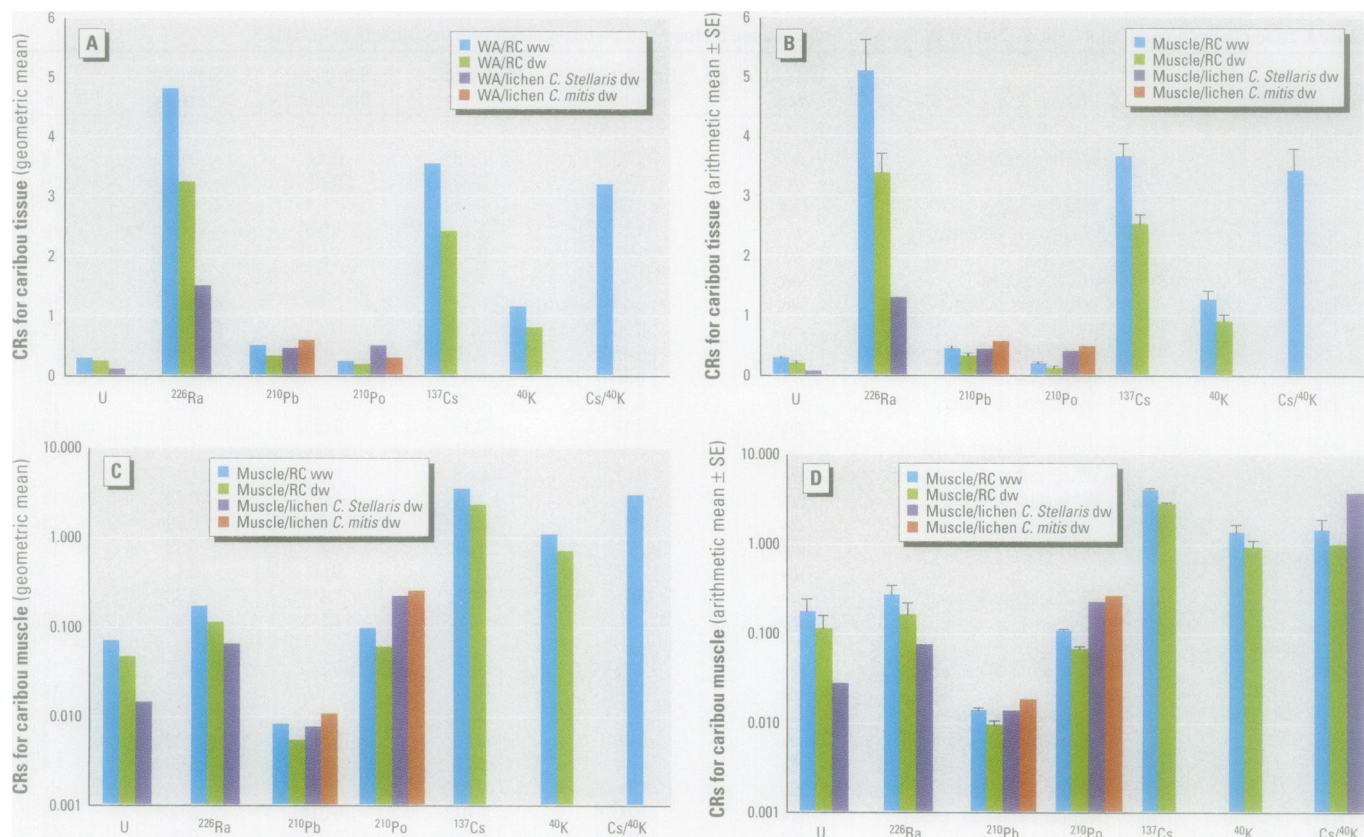 A
WA/RC ww
WA/RC dw
WA/lichen C. Stellaris dw
WA/lichen C. mitis dw
CRs for caribou tissue (geometric mean)
6
5
4
3
2
1
0
U
226Ra
210Pb
210Po
137Cs
40K
Cs/40K
B
Muscle/RC ww
Muscle/RC dw
Muscle/lichen C. Stellaris dw
Muscle/lichen C. mitis dw
CRs for caribou tissue (arithmetic mean ± SE)
6
5
4
3
2
1
0
U
226Ra
210Pb
210Po
137Cs
40K
Cs/40K
C
Muscle/RC ww
Muscle/RC dw
Muscle/lichen C. Stellaris dw
Muscle/lichen C. mitis dw
CRs for caribou muscle (geometric mean)
10.000
1.000
0.100
0.010
0.001
U
226Ra
210Pb
210Po
137Cs
40K
Cs/40K
D
Muscle/RC ww
Muscle/RC dw
Muscle/lichen C. Stellaris dw
Muscle/lichen C. mitis dw
CRs for caribou muscle (arithmetic mean ± SE)
10.000
1.000
0.100
0.010
0.001
U
226Ra
210Pb
210Po
137Cs
40K
Cs/40K